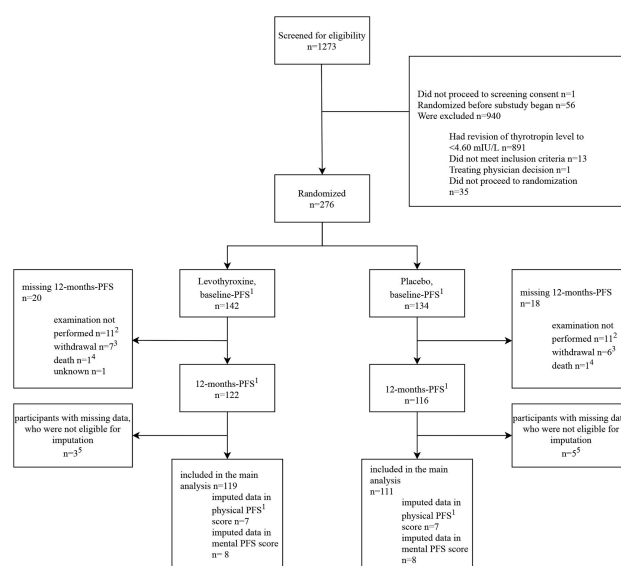 Screened for eligibility
n=1273
Did not proceed to screening consent n=1
Randomized before substudy began n=56
Were excluded n=940
Had revision of thyrotropin level to
<4.60 mIU/L n=891
Did not meet inclusion criteria n=13
Treating physician decision n=1
Did not proceed to randomization
n=35
Randomized
n=276
missing 12-months-PFS
n=20
examination not
performed n=11²
withdrawal n=7³
death n=1⁴
unknown n=1
Levothyroxine,
baseline-PFS¹
n=142
Placebo,
baseline-PFS¹
n=134
missing 12-months-PFS
n=18
examination not
performed n=11²
withdrawal n=6³
death n=1⁴
12-months-PFS¹
n=122
12-months-PFS¹
n=116
participants with missing data,
who were not eligible for
imputation
n=3⁵
participants with missing dat
who were not eligible for
imputation
n=5⁵
included in the main
analysis n=119
imputed data in
physical PFS¹
score n=7
imputed data in
mental PFS score
n= 8
included in the main
analysis
n=111
imputed data in
physical PFS¹
score n=7
imputed data in
mental PFS score
n=8